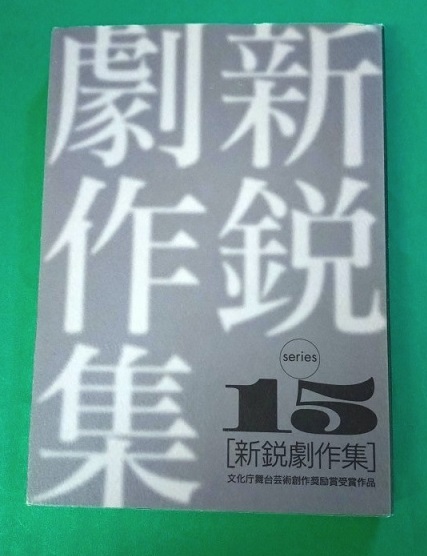 新鋭
劇作集
series
15
[新鋭劇作集]
文化庁舞台芸術創作奨励賞受賞作品